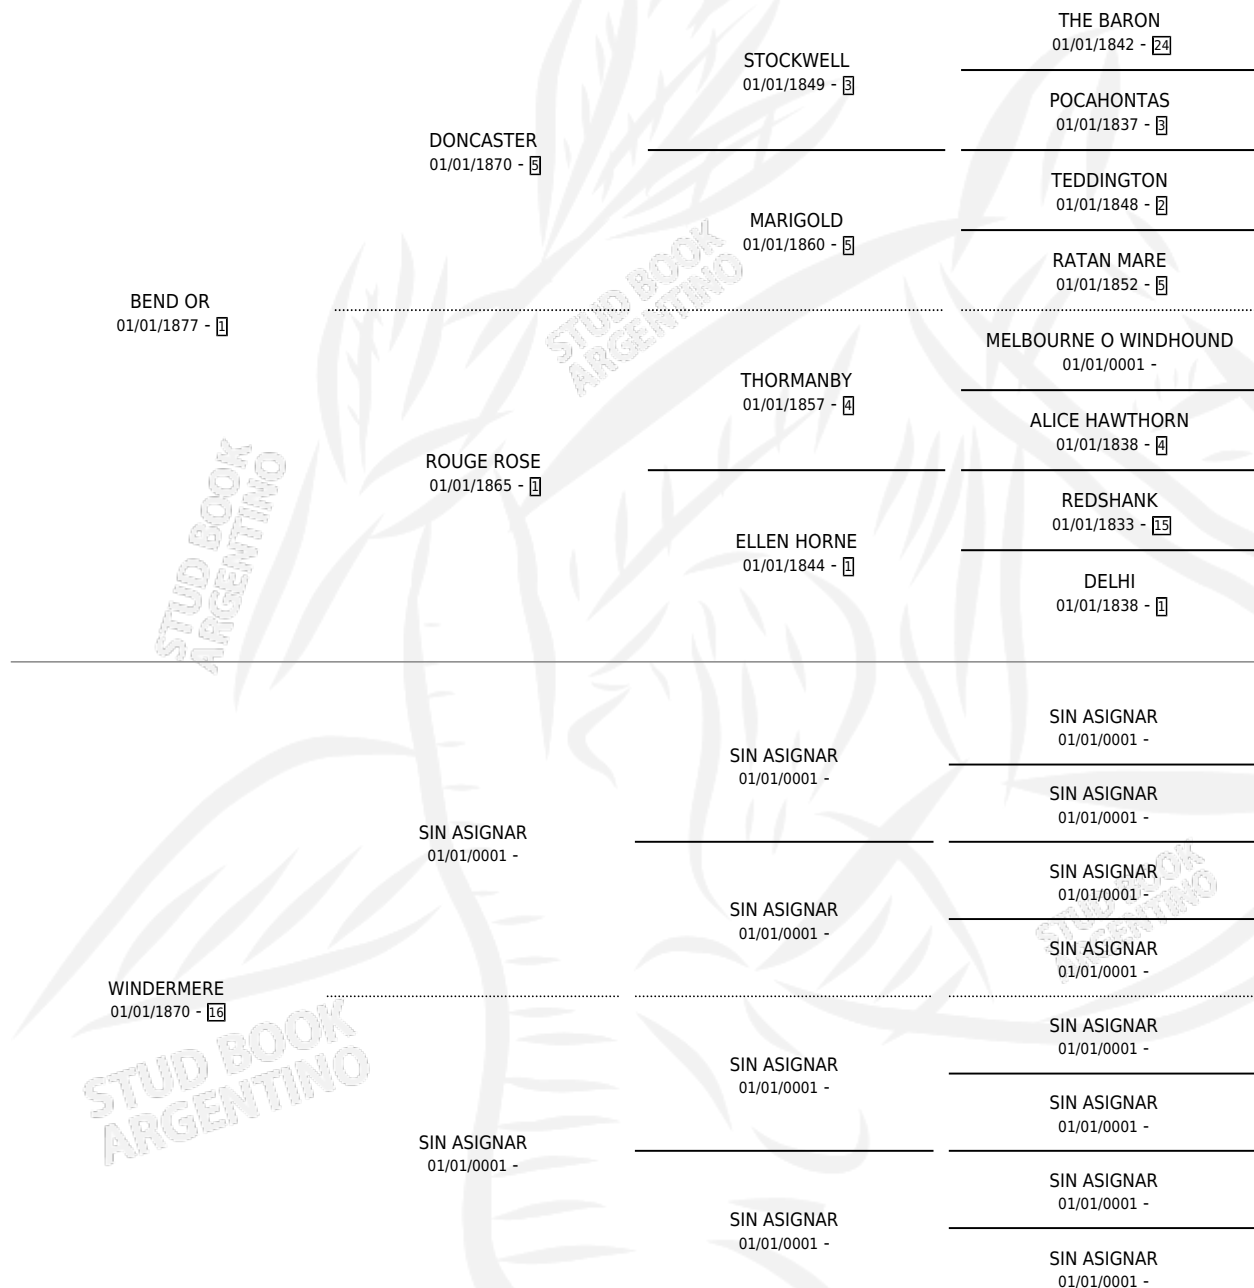 THE BARON
01/01/1842 - 24
STOCKWELL
01/01/1849 - 3
POCAHONTAS
01/01/1837 - 3
DONCASTER
01/01/1870 - 5
TEDDINGTON
01/01/1848 - 2
MARIGOLD
01/01/1860 - 5
RATAN MARE
01/01/1852 - 5
BEND OR
01/01/1877 - 1
MELBOURNE O WINDHOUND
01/01/0001 -
THORMANBY
01/01/1857 - 4
ALICE HAWTHORN
01/01/1838 - 4
ROUGE ROSE
01/01/1865 - 1
REDSHANK
01/01/1833 - 15
ELLEN HORNE
01/01/1844 - 1
DELHI
01/01/1838 - 1
STUD BOOK
ARGENTINO
STUD BOOK
ARGENTINO
SIN ASIGNAR
01/01/0001 -
SIN ASIGNAR
01/01/0001 -
SIN ASIGNAR
01/01/0001 -
SIN ASIGNAR
01/01/0001 -
SIN ASIGNAR
01/01/0001 -
SIN ASIGNAR
01/01/0001 -
SIN ASIGNAR
01/01/0001 -
STUD BOOK
ARGENTINO
WINDERMERE
01/01/1870 - 16
SIN ASIGNAR
01/01/0001 -
SIN ASIGNAR
01/01/0001 -
SIN ASIGNAR
01/01/0001 -
SIN ASIGNAR
01/01/0001 -
SIN ASIGNAR
01/01/0001 -
SIN ASIGNAR
01/01/0001 -
SIN ASIGNAR
01/01/0001 -
STUD BOOK
ARGENTINO